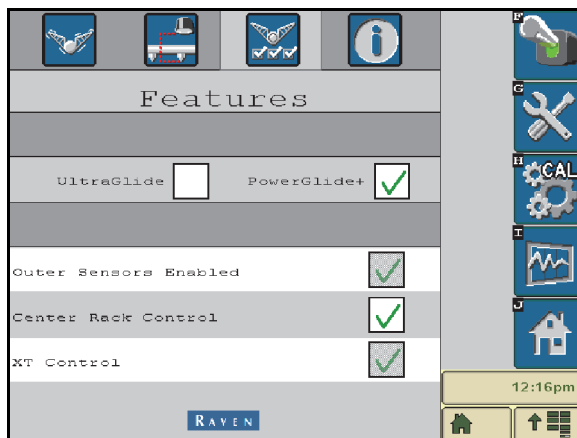 F
G
Features
UltraGlide PowerGlide+
H
CAL
I
Outer Sensors Enabled
Center Rack Control
J
XT Control
12:16pm
RAVEN